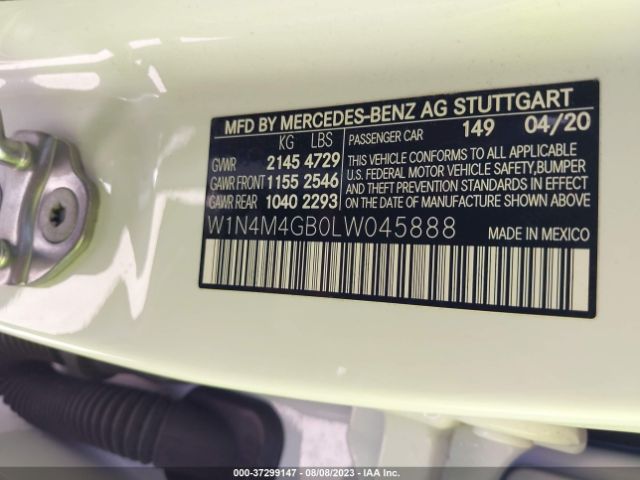 MFD BY MERCEDES-BENZ AG STUTTGART
KG LBS PASSENGER CAR 149 04/20
GVWR 2145 4729
GAWR FRONT 1155 2546
GAWR REAR 1040 2293
THIS VEHICLE CONFORMS TO ALL APPLICABLE
U.S. FEDERAL MOTOR VEHICLE SAFETY, BUMPER
AND THEFT PREVENTION STANDARDS IN EFFECT
ON THE DATE OF MANUFACTURE SHOWN ABOVE.
W1N4M4GB0LW045888 MADE IN MEXICO
000-37299147 - 08/08/2023 - IAA Inc.